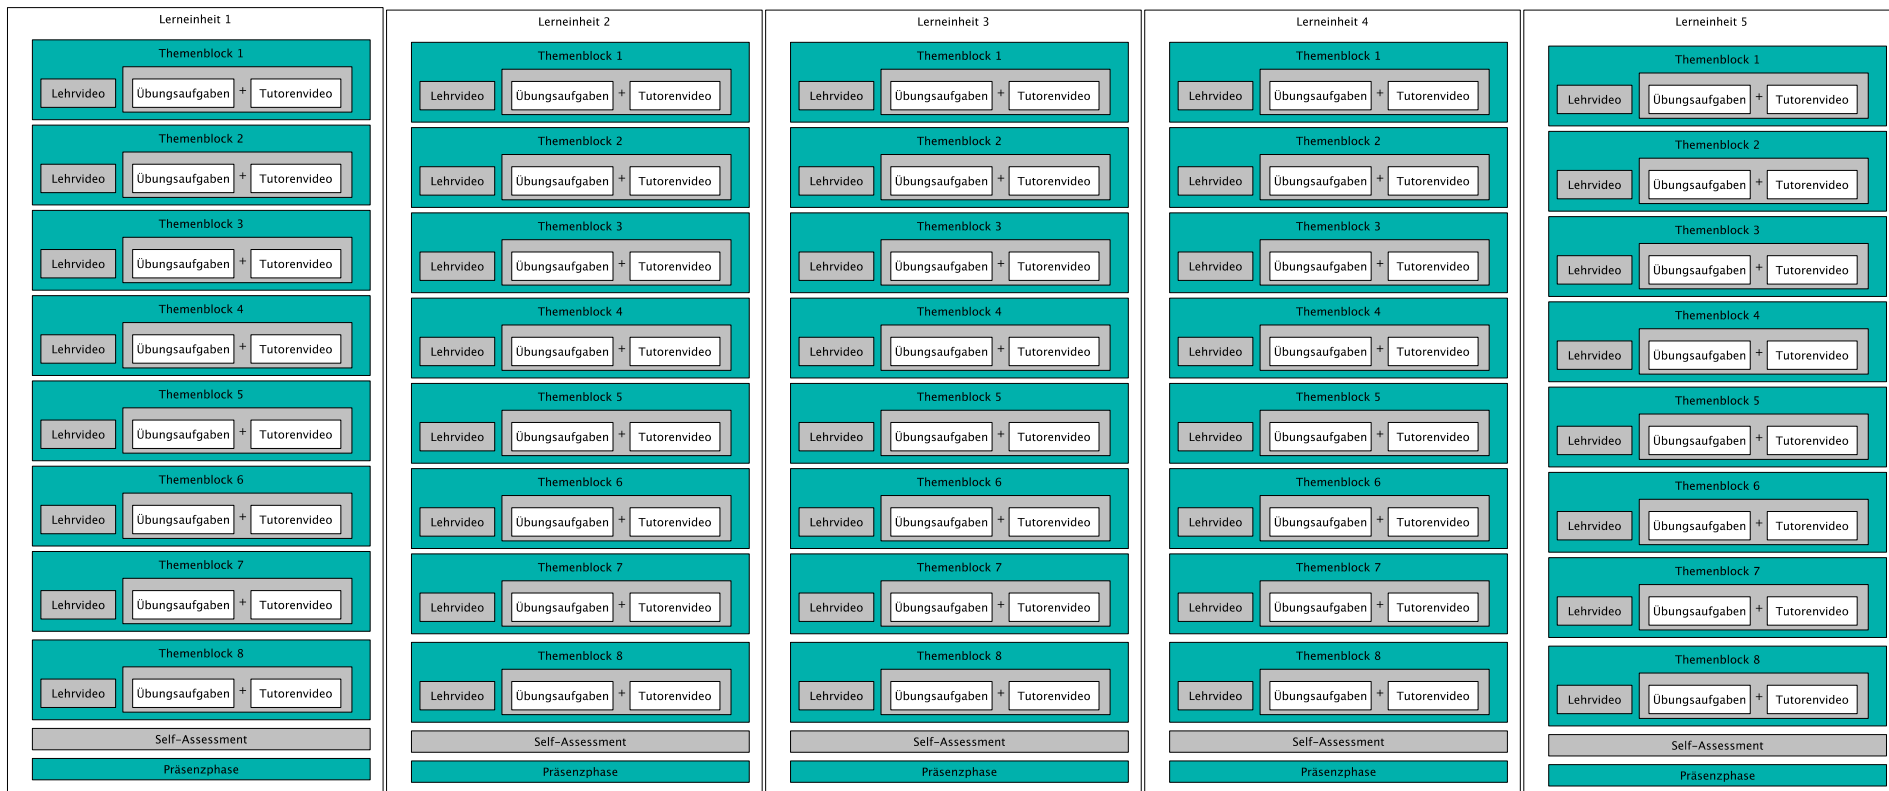 Lerneinheit 1
Themenblock 1
Lehrvideo Übungsaufgaben + Tutorenvideo
Themenblock 2
Lehrvideo Übungsaufgaben + Tutorenvideo
Themenblock 3
Lehrvideo Übungsaufgaben + Tutorenvideo
Themenblock 4
Lehrvideo Übungsaufgaben + Tutorenvideo
Themenblock 5
Lehrvideo Übungsaufgaben + Tutorenvideo
Themenblock 6
Lehrvideo Übungsaufgaben + Tutorenvideo
Themenblock 7
Lehrvideo Übungsaufgaben + Tutorenvideo
Themenblock 8
Lehrvideo Übungsaufgaben + Tutorenvideo
Self-Assessment
Präsenzphase
Lerneinheit 2
Themenblock 1
Lehrvideo Übungsaufgaben + Tutorenvideo
Themenblock 2
Lehrvideo Übungsaufgaben + Tutorenvideo
Themenblock 3
Lehrvideo Übungsaufgaben + Tutorenvideo
Themenblock 4
Lehrvideo Übungsaufgaben + Tutorenvideo
Themenblock 5
Lehrvideo Übungsaufgaben + Tutorenvideo
Themenblock 6
Lehrvideo Übungsaufgaben + Tutorenvideo
Themenblock 7
Lehrvideo Übungsaufgaben + Tutorenvideo
Themenblock 8
Lehrvideo Übungsaufgaben + Tutorenvideo
Self-Assessment
Präsenzphase
Lerneinheit 3
Themenblock 1
Lehrvideo Übungsaufgaben + Tutorenvideo
Themenblock 2
Lehrvideo Übungsaufgaben + Tutorenvideo
Themenblock 3
Lehrvideo Übungsaufgaben + Tutorenvideo
Themenblock 4
Lehrvideo Übungsaufgaben + Tutorenvideo
Themenblock 5
Lehrvideo Übungsaufgaben + Tutorenvideo
Themenblock 6
Lehrvideo Übungsaufgaben + Tutorenvideo
Themenblock 7
Lehrvideo Übungsaufgaben + Tutorenvideo
Themenblock 8
Lehrvideo Übungsaufgaben + Tutorenvideo
Self-Assessment
Präsenzphase
Lerneinheit 4
Themenblock 1
Lehrvideo Übungsaufgaben + Tutorenvideo
Themenblock 2
Lehrvideo Übungsaufgaben + Tutorenvideo
Themenblock 3
Lehrvideo Übungsaufgaben + Tutorenvideo
Themenblock 4
Lehrvideo Übungsaufgaben + Tutorenvideo
Themenblock 5
Lehrvideo Übungsaufgaben + Tutorenvideo
Themenblock 6
Lehrvideo Übungsaufgaben + Tutorenvideo
Themenblock 7
Lehrvideo Übungsaufgaben + Tutorenvideo
Themenblock 8
Lehrvideo Übungsaufgaben + Tutorenvideo
Self-Assessment
Präsenzphase
Lerneinheit 5
Themenblock 1
Lehrvideo Übungsaufgaben + Tutorenvideo
Themenblock 2
Lehrvideo Übungsaufgaben + Tutorenvideo
Themenblock 3
Lehrvideo Übungsaufgaben + Tutorenvideo
Themenblock 4
Lehrvideo Übungsaufgaben + Tutorenvideo
Themenblock 5
Lehrvideo Übungsaufgaben + Tutorenvideo
Themenblock 6
Lehrvideo Übungsaufgaben + Tutorenvideo
Themenblock 7
Lehrvideo Übungsaufgaben + Tutorenvideo
Themenblock 8
Lehrvideo Übungsaufgaben + Tutorenvideo
Self-Assessment
Präsenzphase